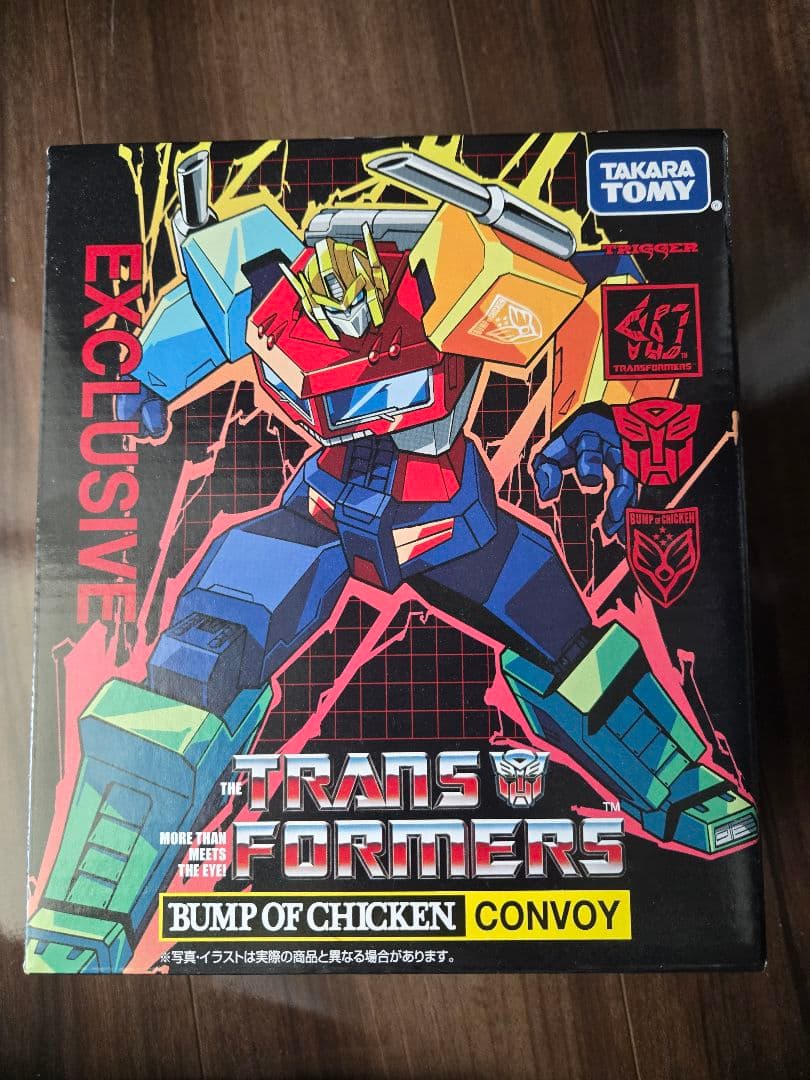 TAKARA
TOMY
EXCLUSIVE
TRIGGER
TRANSFORMERS
BUMP OF CHICKEN
THE
TRANS
FORMERS
TM
MORE THAN
MEETS
THE EYE!
BUMP OF CHICKEN CONVOY
※写真・イラストは実際の商品と異なる場合があります。